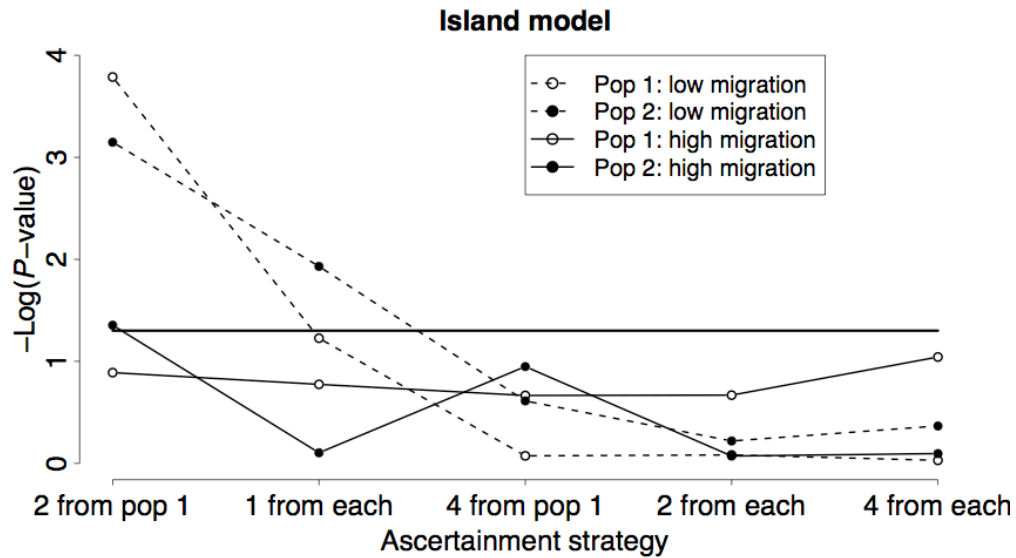 Island model
4
3
2
1
0
−Log(P−value)
Pop 1: low migration
Pop 2: low migration
Pop 1: high migration
Pop 2: high migration
2 from pop 1
1 from each
4 from pop 1
2 from each
4 from each
Ascertainment strategy